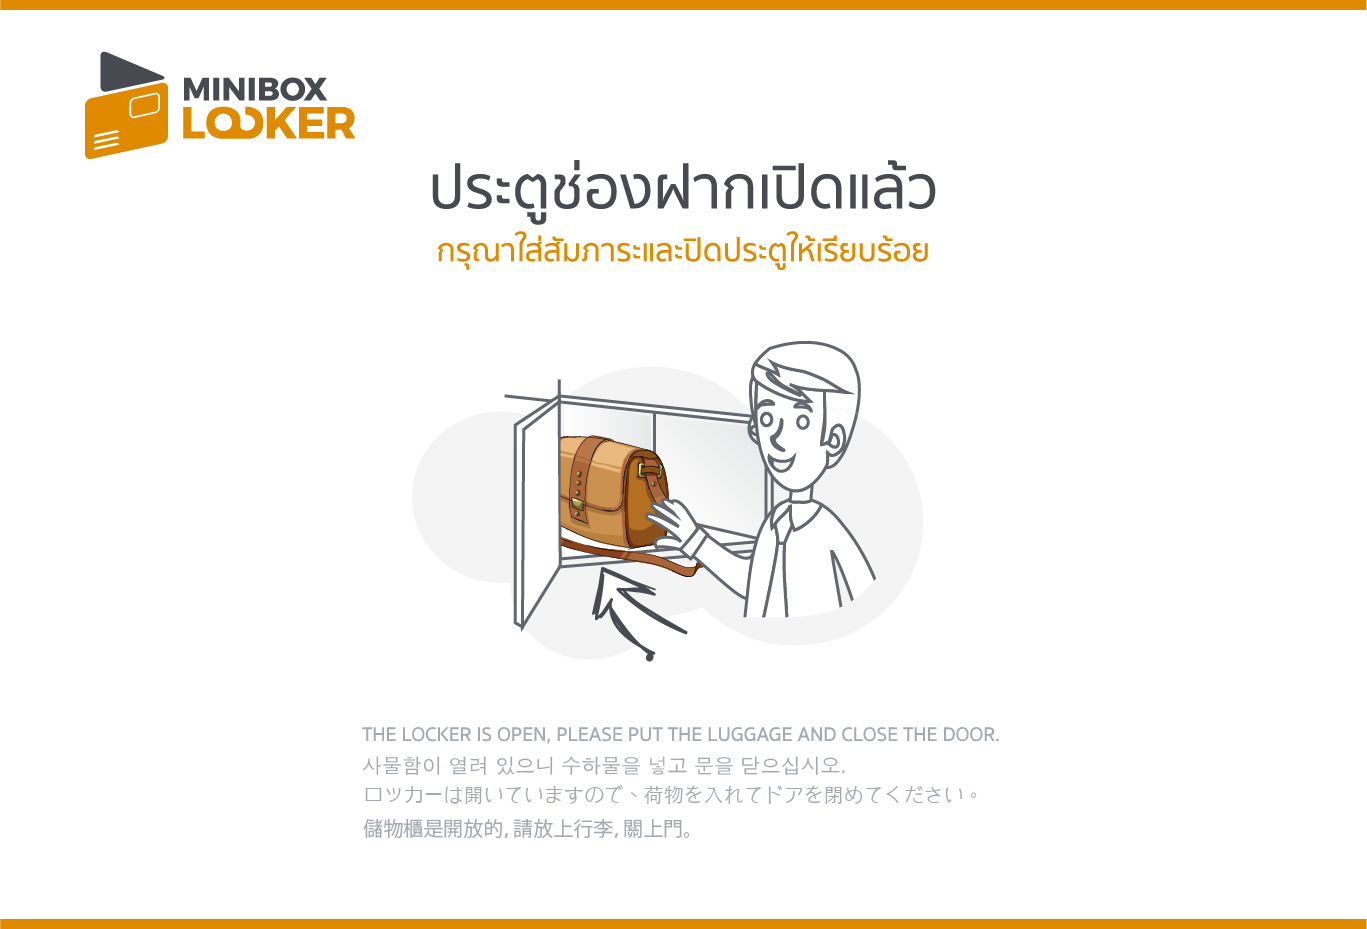 MINIBOX
LOOKER
ประตูช่องฝากเปิดแล้ว
กรุณาใส่สัมภาระและปิดประตูให้เรียบร้อย
THE LOCKER IS OPEN, PLEASE PUT THE LUGGAGE AND CLOSE THE DOOR.
사물함이 열려 있으니 수하물을 넣고 문을 닫으십시오.
ロッカーは開いていますので、荷物を入れてドアを閉めてください。
儲物櫃是開放的, 請放上行李, 關上門。